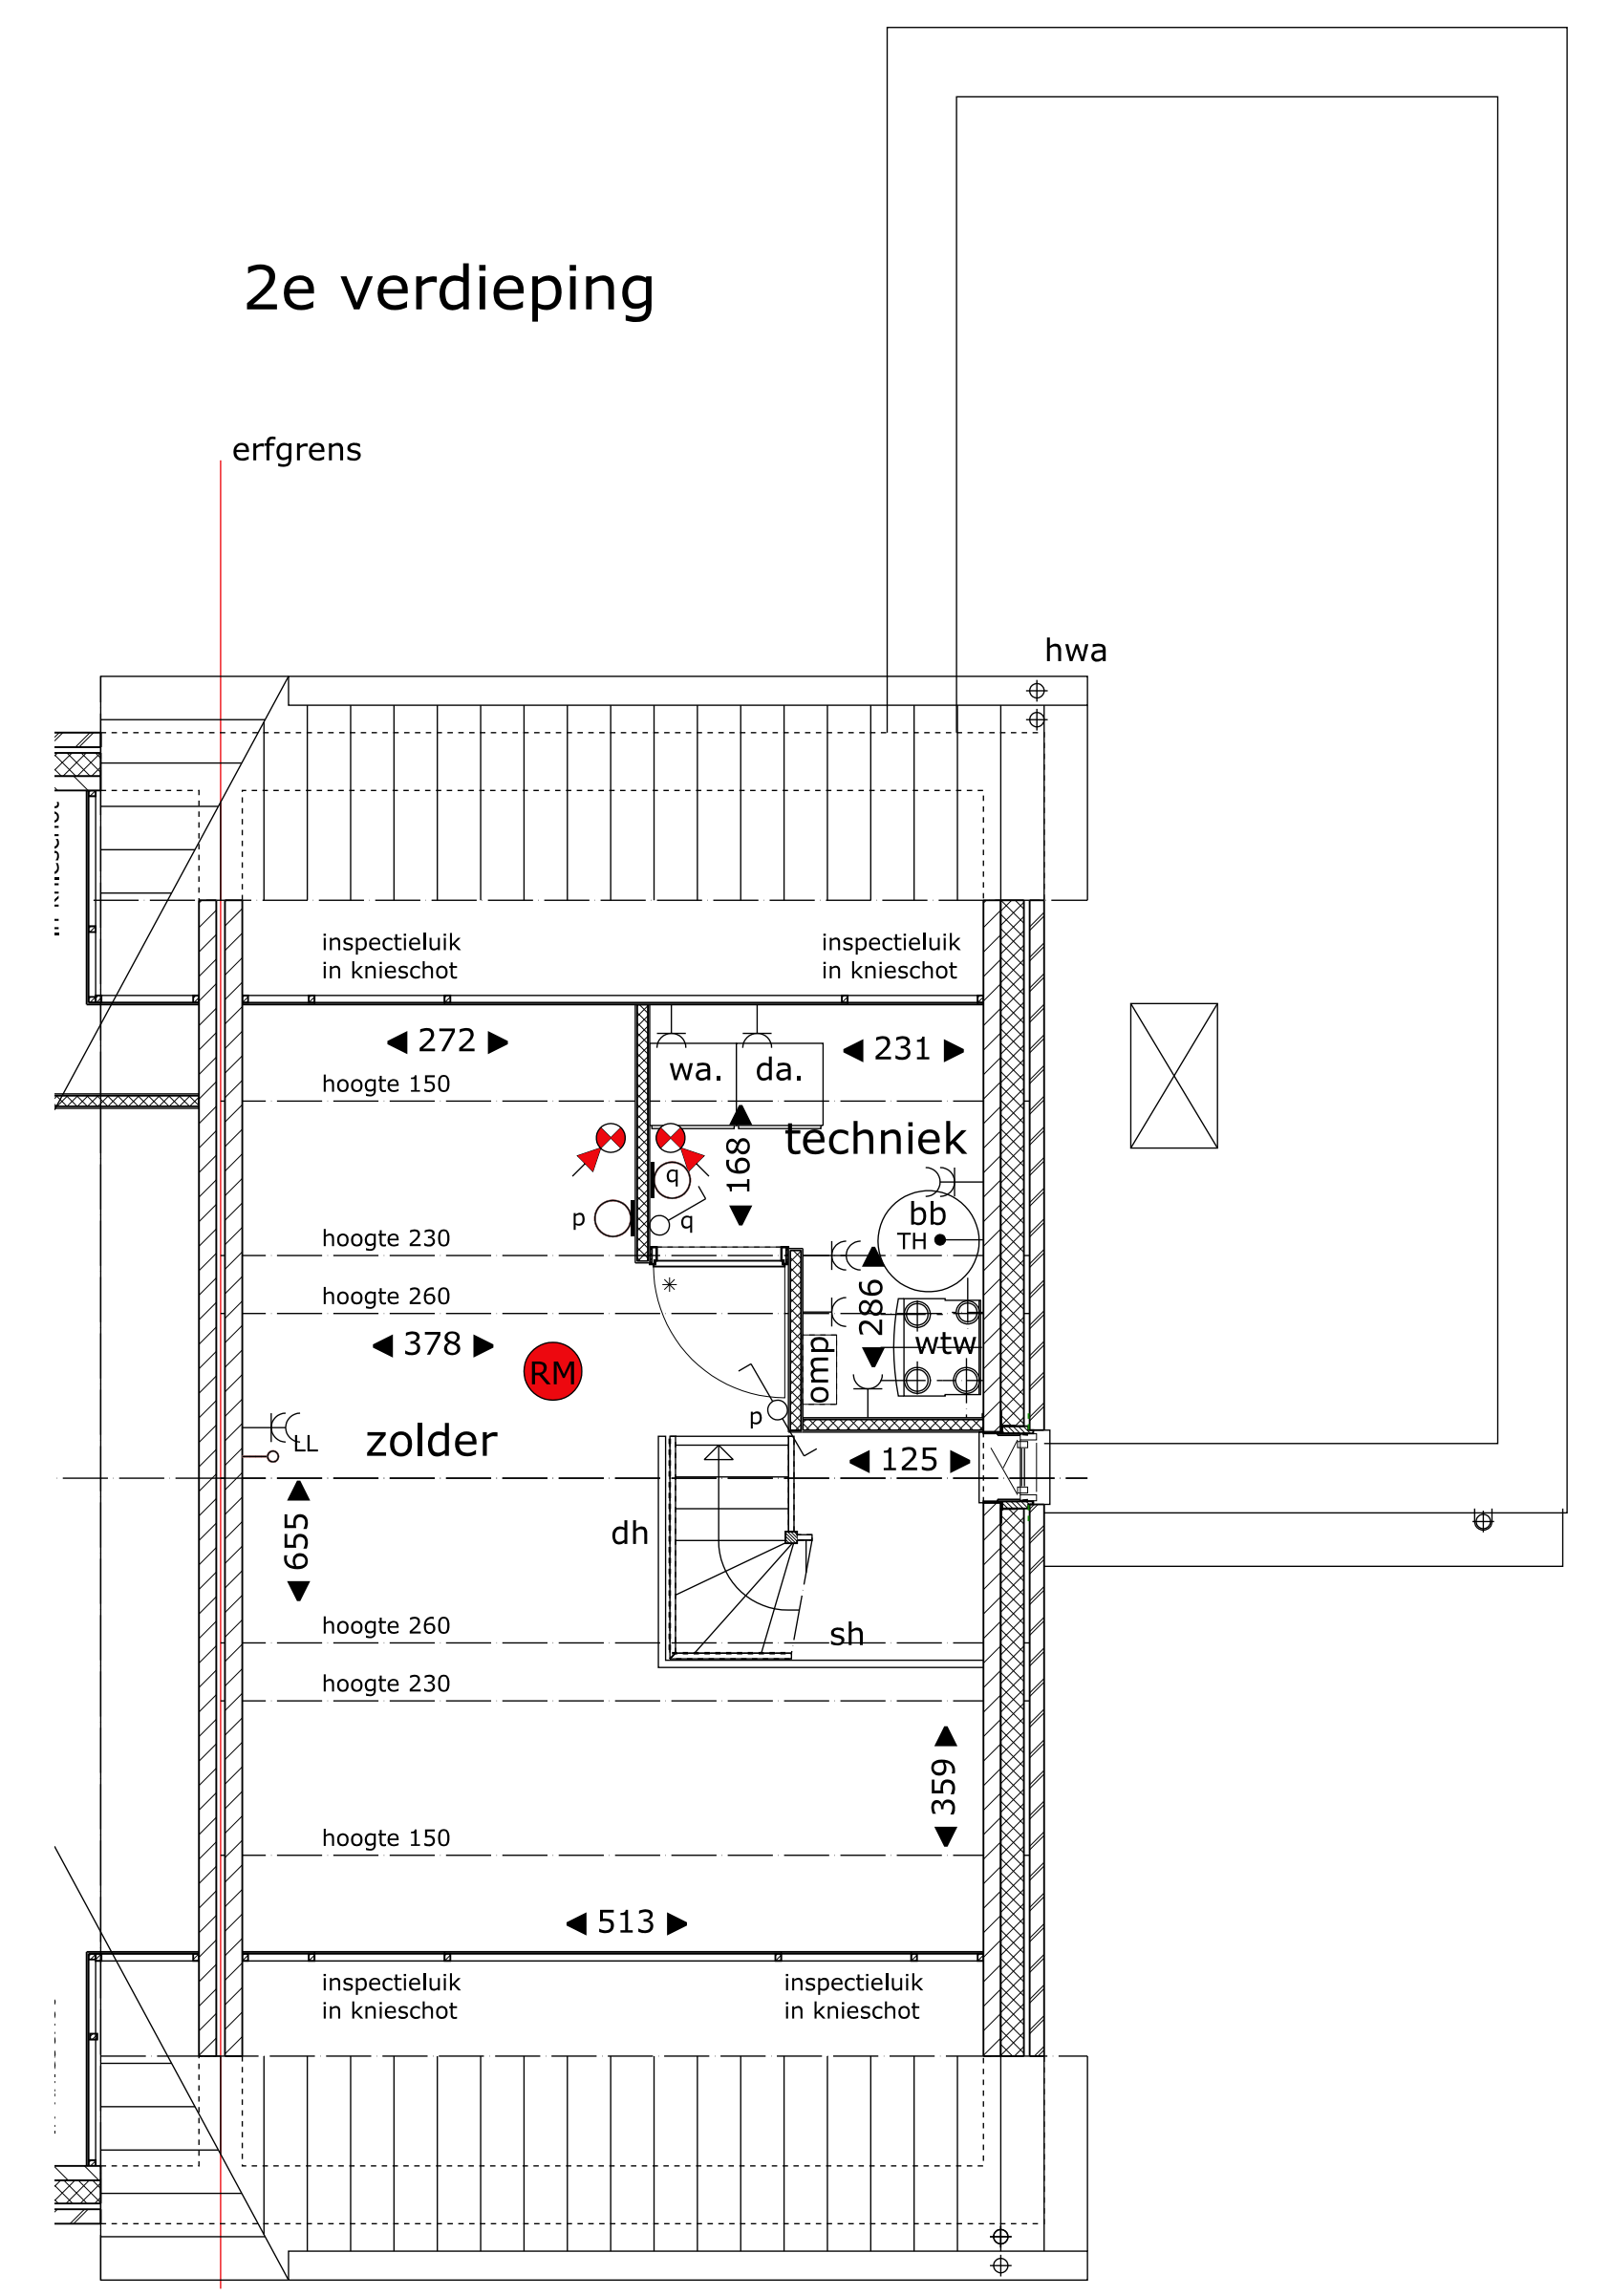 2e verdieping
erfgrens
hwa
inspectieluik
in knieschot
inspectieluik
in knieschot
in knieschot
272
231
hoogte 150
wa.
da.
techniek
168
q
p
q
bb
TH
hoogte 230
286
hoogte 260
378
RM
omp
wtw
p
LL
zolder
125
655
dh
sh
hoogte 260
hoogte 230
359
hoogte 150
513
inspectieluik
in knieschot
inspectieluik
in knieschot